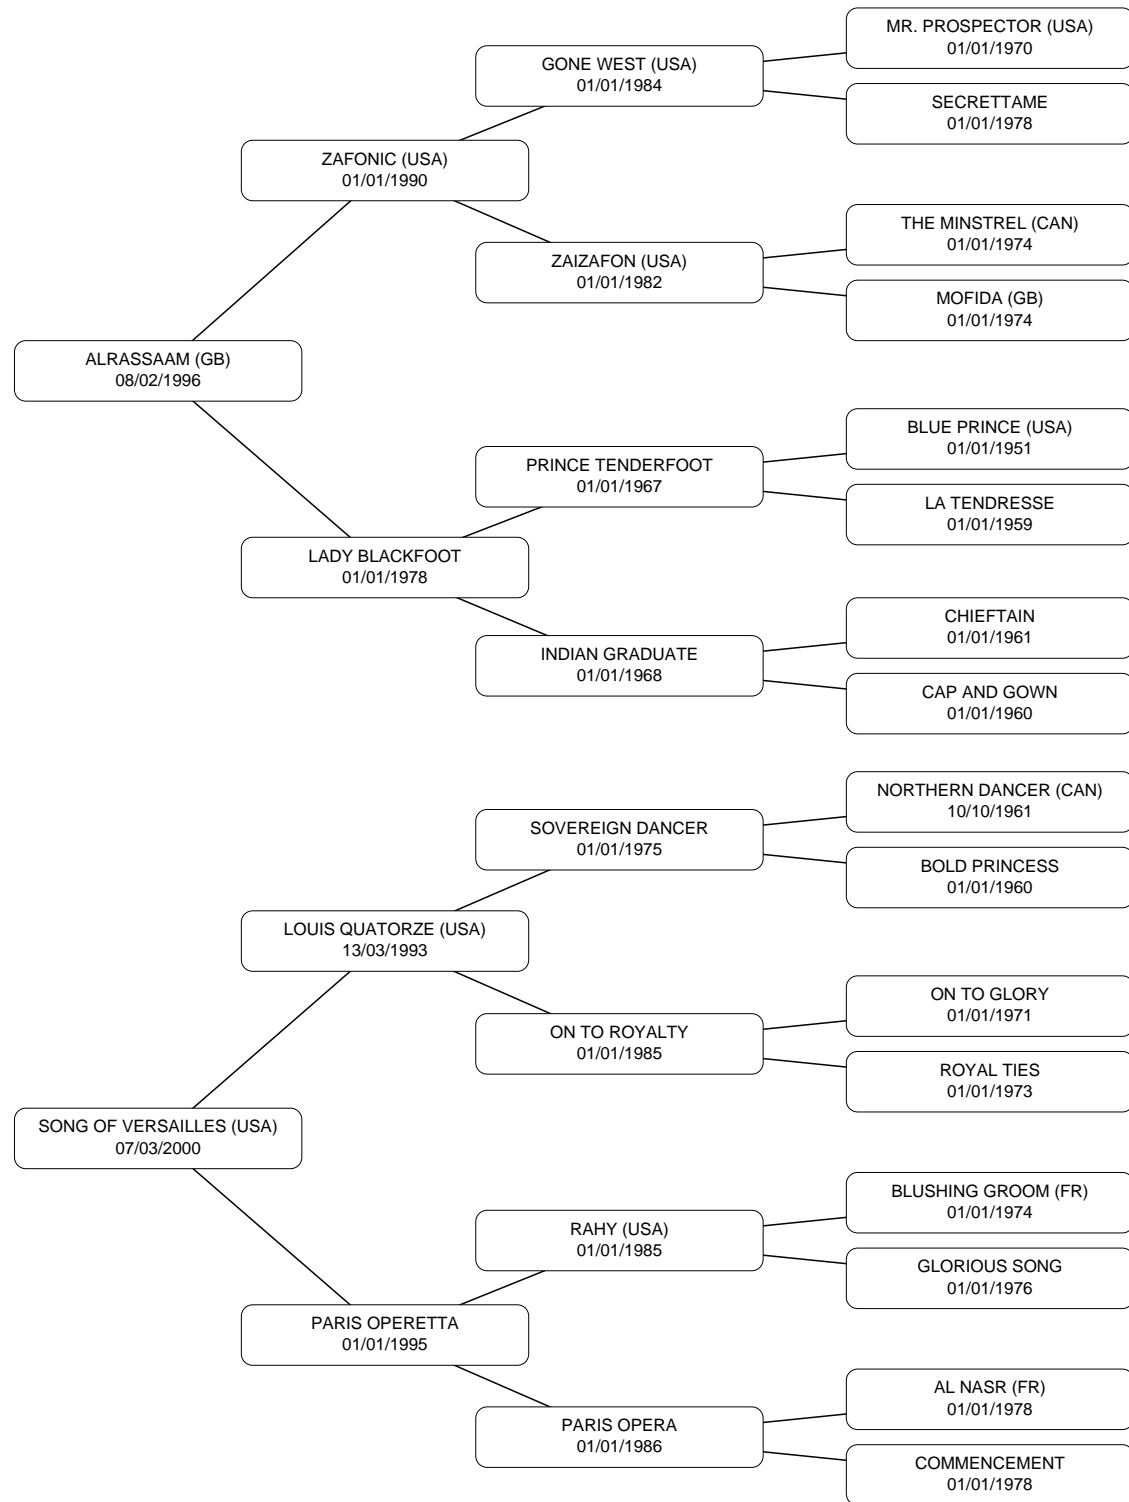 MR. PROSPECTOR (USA)
01/01/1970
GONE WEST (USA)
01/01/1984
SECRETTAME
01/01/1978
ZAFONIC (USA)
01/01/1990
THE MINSTREL (CAN)
01/01/1974
ZAIZAFON (USA)
01/01/1982
MOFIDA (GB)
01/01/1974
ALRASSAAM (GB)
08/02/1996
BLUE PRINCE (USA)
01/01/1951
PRINCE TENDERFOOT
01/01/1967
LA TENDRESSE
01/01/1959
LADY BLACKFOOT
01/01/1978
CHIEFTAIN
01/01/1961
INDIAN GRADUATE
01/01/1968
CAP AND GOWN
01/01/1960
NORTHERN DANCER (CAN)
10/10/1961
SOVEREIGN DANCER
01/01/1975
BOLD PRINCESS
01/01/1960
LOUIS QUATORZE (USA)
13/03/1993
ON TO GLORY
01/01/1971
ON TO ROYALTY
01/01/1985
ROYAL TIES
01/01/1973
SONG OF VERSAILLES (USA)
07/03/2000
BLUSHING GROOM (FR)
01/01/1974
RAHY (USA)
01/01/1985
GLORIOUS SONG
01/01/1976
PARIS OPERETTA
01/01/1995
AL NASR (FR)
01/01/1978
PARIS OPERA
01/01/1986
COMMENCEMENT
01/01/1978